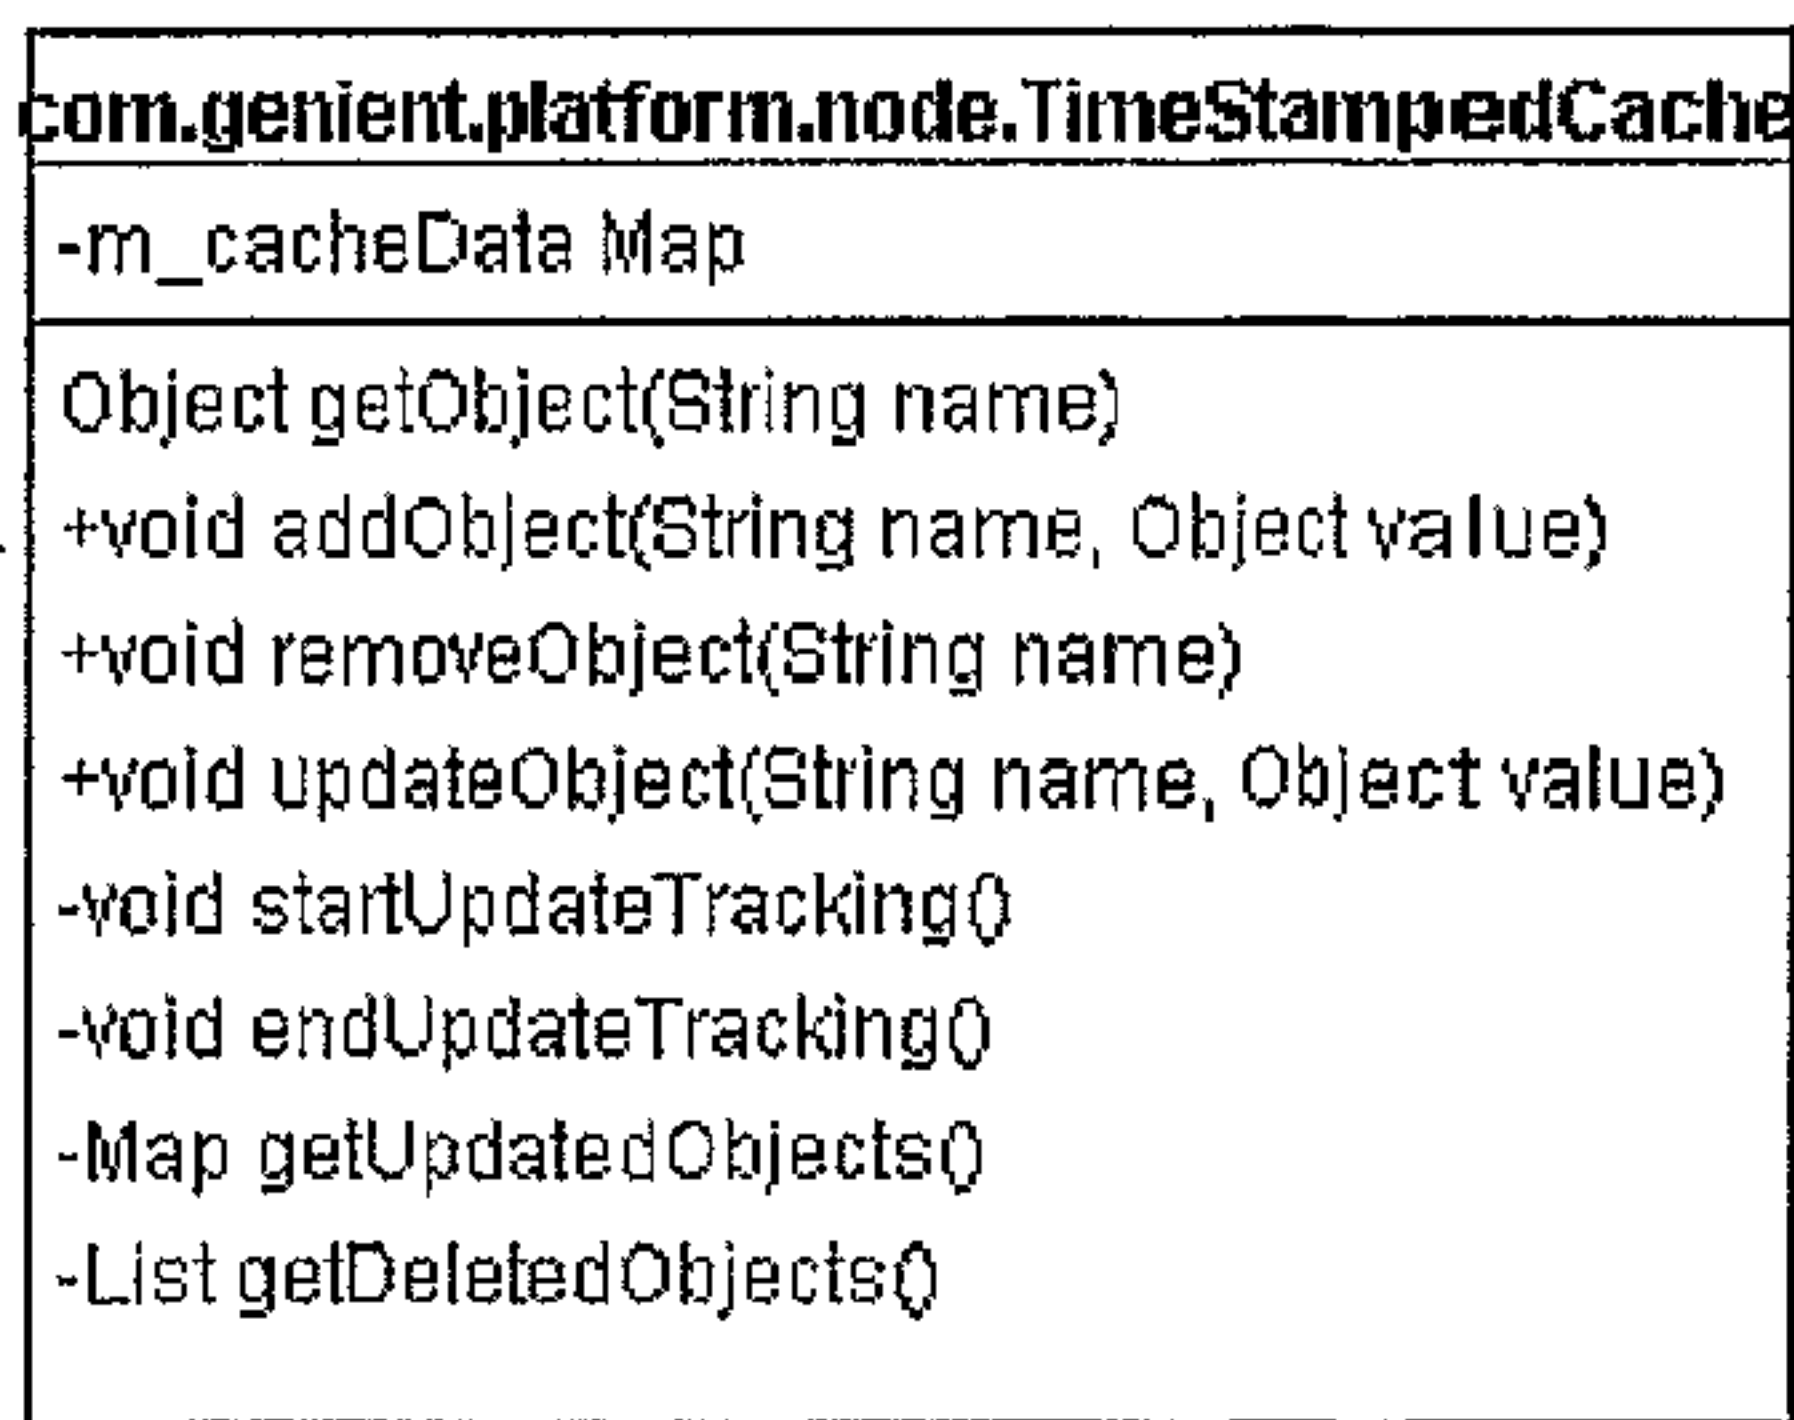 com.genient.platform.node.TimeStampedCache
-m_cacheData Map
Object getObject(String name)
+void addObject(String name, Object value)
+void removeObject(String name)
+void updateObject(String name, Object value)
-void startUpdateTracking()
-void endUpdateTracking()
-Map getUpdatedObjects()
-List getDeletedObjects()